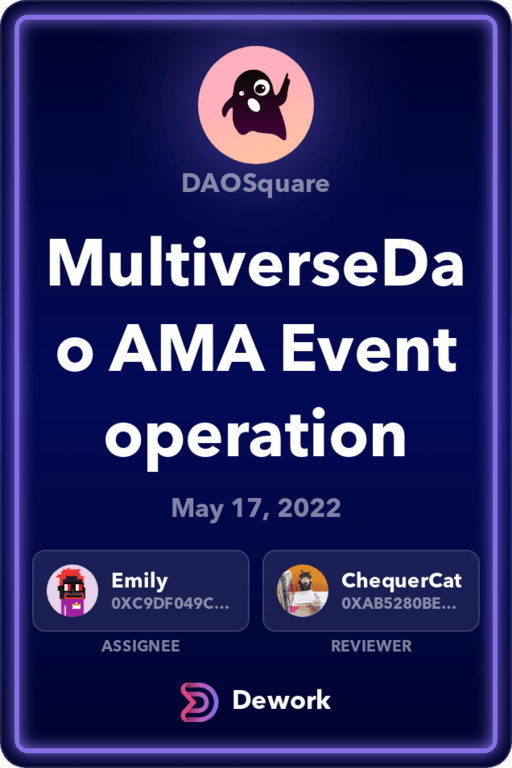 DAOSquare
MultiverseDa
o AMA Event
operation
May 17, 2022
Emily
0XC9DF049C...
ASSIGNEE
ChequerCat
0XAB5280BE...
REVIEWER
Dework